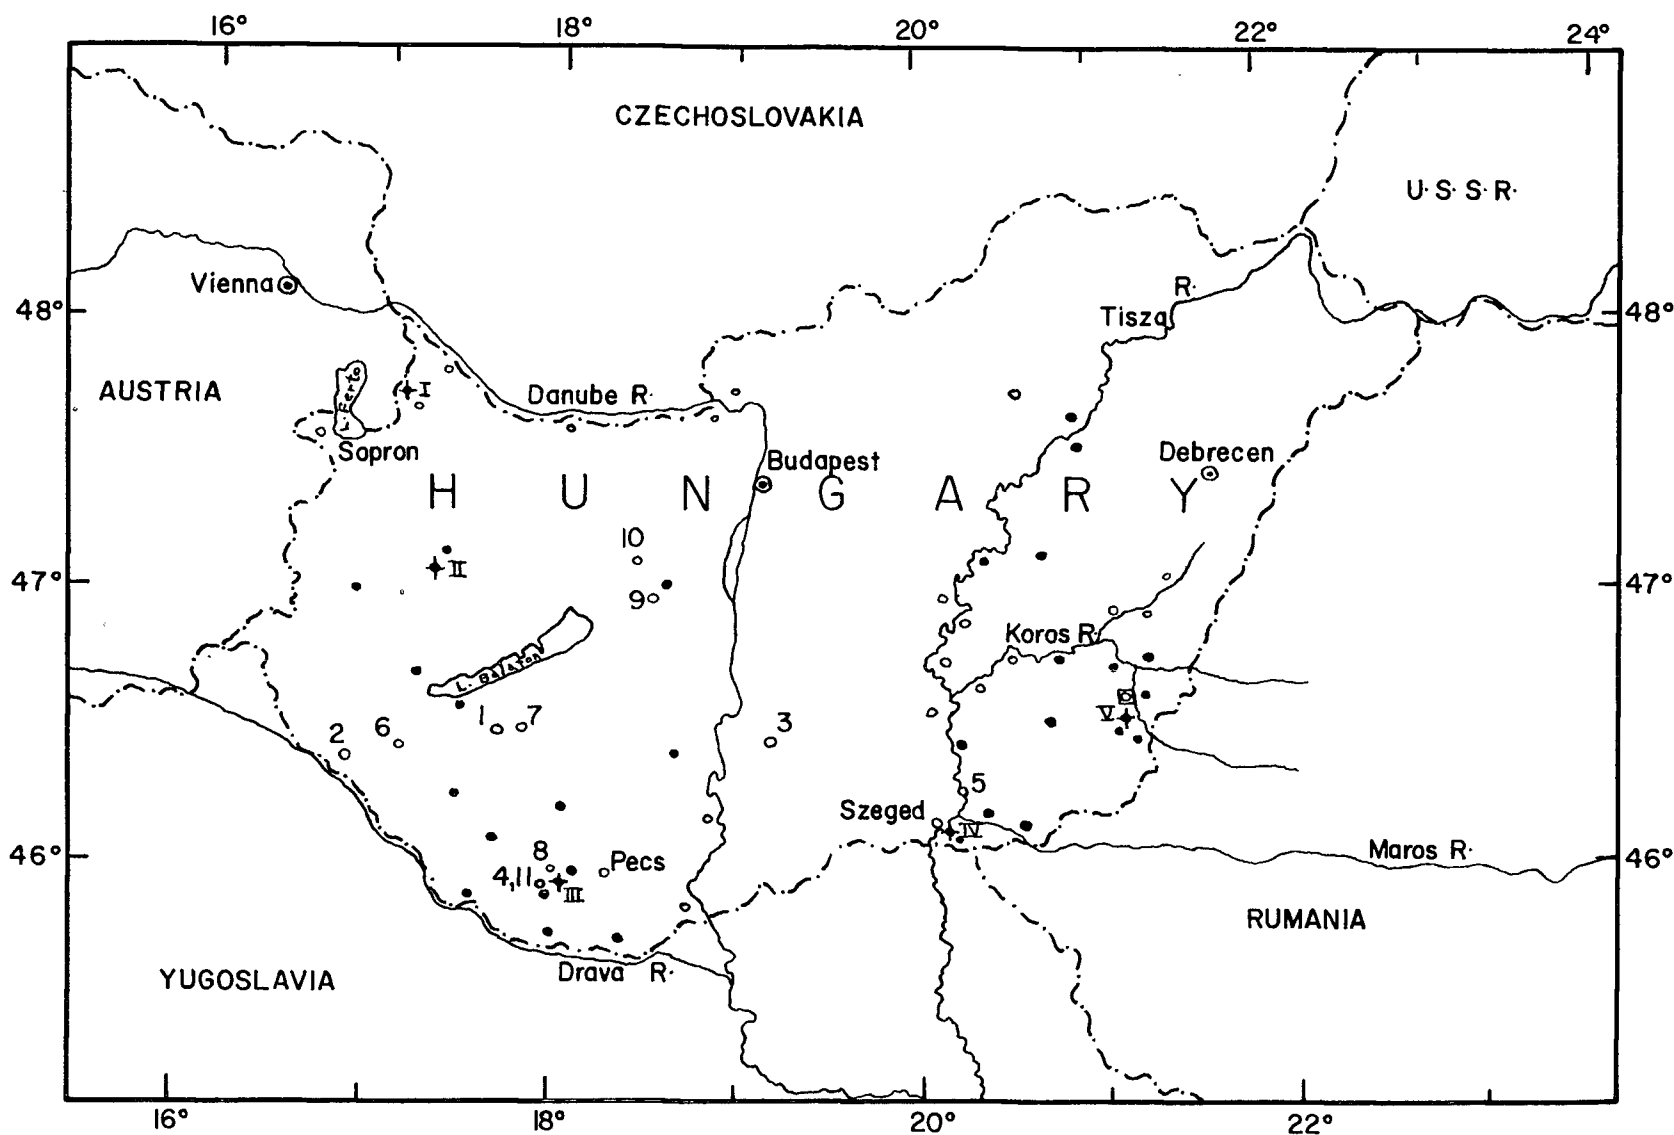 16° 18° 20° 22° 24°
CZECHOSLOVAKIA
U·S·S·R·
Vienna
R·
48° 48°
Tisza
AUSTRIA
L. Ferto
I
Danube R·
Sopron
Budapest
Debrecen
H U N G A R Y
10
II
47° 47°
9
Koros R·
L. Balaton
1 7
V
2 6 3
5
Szeged
IV
46° 46°
8 Pecs
Maros R·
4,11
III
RUMANIA
YUGOSLAVIA
Drava R·
16° 18° 20° 22°